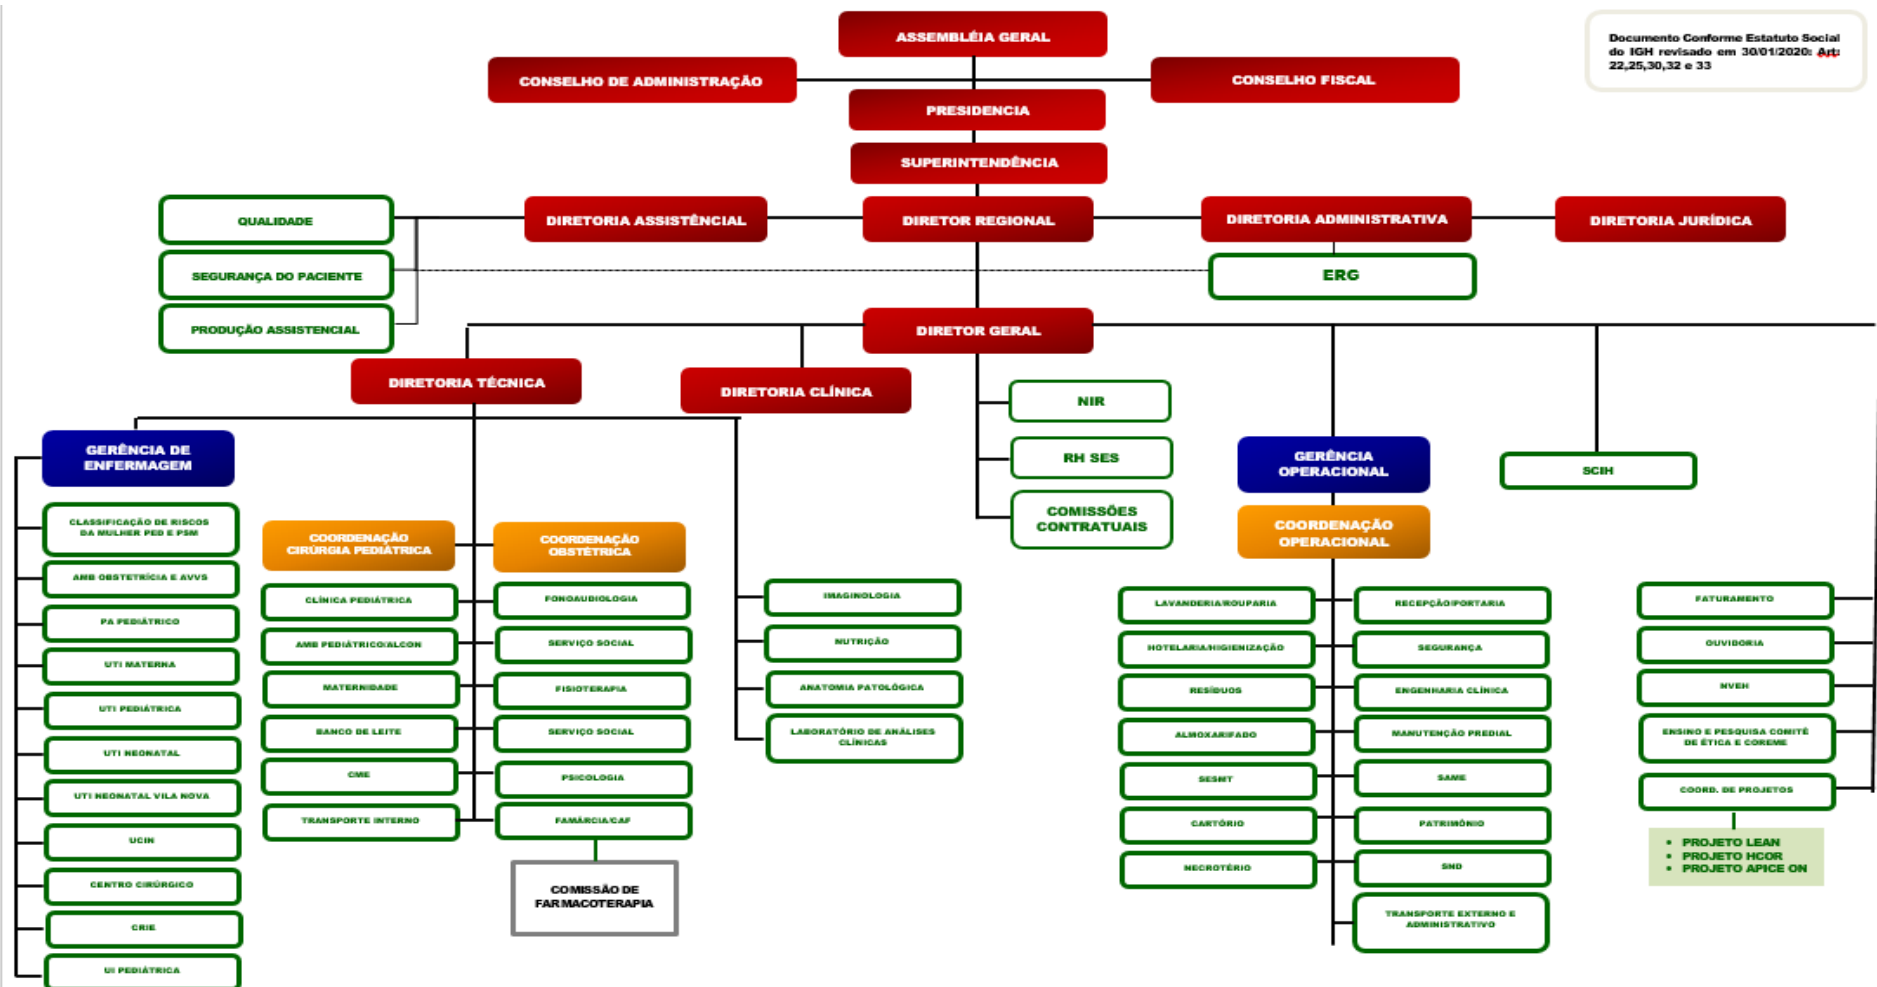 ASSEMBLÉIA GERAL
Documento Conforme Estatuto Social
do IGH revisado em 30/01/2020: Art:
22,25,30,32 e 33
CONSELHO DE ADMINISTRAÇÃO
CONSELHO FISCAL
PRESIDENCIA
SUPERINTENDÊNCIA
QUALIDADE
DIRETORIA ASSISTÊNCIAL
DIRETOR REGIONAL
DIRETORIA ADMINISTRATIVA
DIRETORIA JURÍDICA
SEGURANÇA DO PACIENTE
ERG
PRODUÇÃO ASSISTENCIAL
DIRETOR GERAL
DIRETORIA TÉCNICA
DIRETORIA CLÍNICA
NIR
RH SES
COMISSÕES
CONTRATUAIS
GERÊNCIA DE
ENFERMAGEM
GERÊNCIA
OPERACIONAL
SCIH
COORDENAÇÃO
OPERACIONAL
CLASSIFICAÇÃO DE RISCOS
DA MULHER PED E PSM
AMB OBSTETRÍCIA E AVVS
PA PEDIÁTRICO
UTI MATERNA
UTI PEDIÁTRICA
UTI NEONATAL
UTI NEONATAL VILA NOVA
UCIN
CENTRO CIRÚRGICO
CRIE
UI PEDIÁTRICA
COORDENAÇÃO
CIRÚRGIA PEDIÁTRICA
CLÍNICA PEDIÁTRICA
AMB PEDIÁTRICO/ALCON
MATERNIDADE
BANCO DE LEITE
CME
TRANSPORTE INTERNO
COORDENAÇÃO
OBSTÉTRICA
FONOAUDIOLOGIA
SERVIÇO SOCIAL
FISIOTERAPIA
SERVIÇO SOCIAL
PSICOLOGIA
FAMÁRCIA/CAF
COMISSÃO DE
FARMACOTERAPIA
IMAGINOLOGIA
NUTRIÇÃO
ANATOMIA PATOLÓGICA
LABORATÓRIO DE ANÁLISES
CLÍNICAS
LAVANDERIA/ROUPARIA
HOTELARIA/HIGIENIZAÇÃO
RESÍDUOS
ALMOXARIFADO
SESMT
CARTÓRIO
NECROTÉRIO
RECEPÇÃO/PORTARIA
SEGURANÇA
ENGENHARIA CLÍNICA
MANUTENÇÃO PREDIAL
SAME
PATRIMÔNIO
SND
TRANSPORTE EXTERNO E
ADMINISTRATIVO
FATURAMENTO
OUVIDORIA
NVEH
ENSINO E PESQUISA COMITÊ
DE ÉTICA E COREME
COORD. DE PROJETOS
• PROJETO LEAN
• PROJETO HCOR
• PROJETO APICE ON